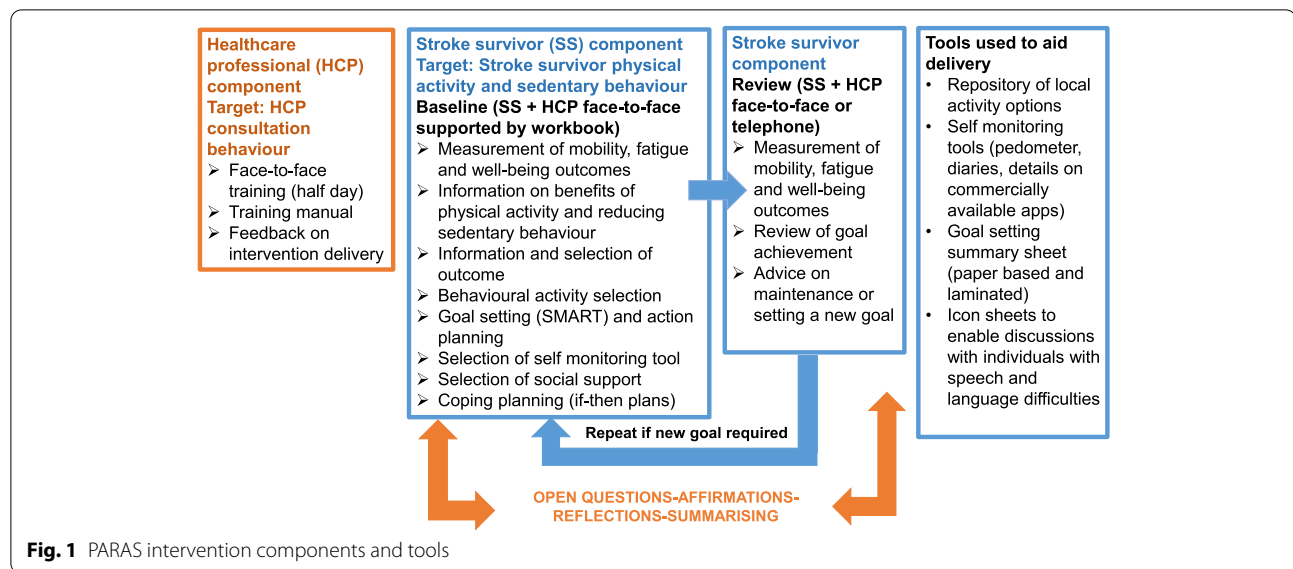 Healthcare
professional (HCP)
component
Target: HCP
consultation
behaviour
➢ Face-to-face
training (half day)
➢ Training manual
➢ Feedback on
intervention delivery
Stroke survivor (SS) component
Target: Stroke survivor physical
activity and sedentary behaviour
Baseline (SS + HCP face-to-face
supported by workbook)
➢ Measurement of mobility, fatigue
and well-being outcomes
➢ Information on benefits of
physical activity and reducing
sedentary behaviour
➢ Information and selection of
outcome
➢ Behavioural activity selection
➢ Goal setting (SMART) and action
planning
➢ Selection of self monitoring tool
➢ Selection of social support
➢ Coping planning (if-then plans)
Stroke survivor
component
Review (SS + HCP
face-to-face or
telephone)
➢ Measurement of
mobility, fatigue
and well-being
outcomes
➢ Review of goal
achievement
➢ Advice on
maintenance or
setting a new goal
Tools used to aid
delivery
• Repository of local
activity options
• Self monitoring
tools (pedometer,
diaries, details on
commercially
available apps)
• Goal setting
summary sheet
(paper based and
laminated)
• Icon sheets to
enable discussions
with individuals with
speech and
language difficulties
Repeat if new goal required
OPEN QUESTIONS-AFFIRMATIONS-
REFLECTIONS-SUMMARISING
Fig. 1 PARAS intervention components and tools